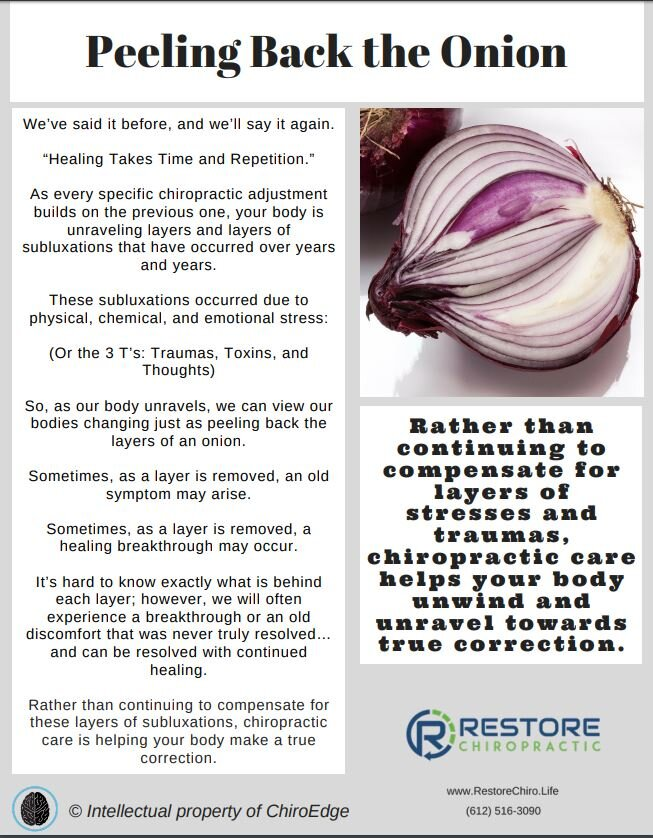 Peeling Back the Onion
We've said it before, and we'll say it again.
“Healing Takes Time and Repetition.”
As every specific chiropractic adjustment
builds on the previous one, your body is
unraveling layers and layers of
subluxations that have occurred over years
and years.
These subluxations occurred due to
physical, chemical, and emotional stress:
(Or the 3 T's: Traumas, Toxins, and
Thoughts)
So, as our body unravels, we can view our
bodies changing just as peeling back the
layers of an onion.
Sometimes, as a layer is removed, an old
symptom may arise.
Sometimes, as a layer is removed, a
healing breakthrough may occur.
It's hard to know exactly what is behind
each layer; however, we will often
experience a breakthrough or an old
discomfort that was never truly resolved…
and can be resolved with continued
healing.
Rather than continuing to compensate for
these layers of subluxations, chiropractic
care is helping your body make a true
correction.
Rather than
continuing to
compensate for
layers of
stresses and
traumas,
chiropractic care
helps your body
unwind and
unravel towards
true correction.
R RESTORE
CHIROPRACTIC
www.RestoreChiro.Life
(612) 516-3090
© Intellectual property of ChiroEdge